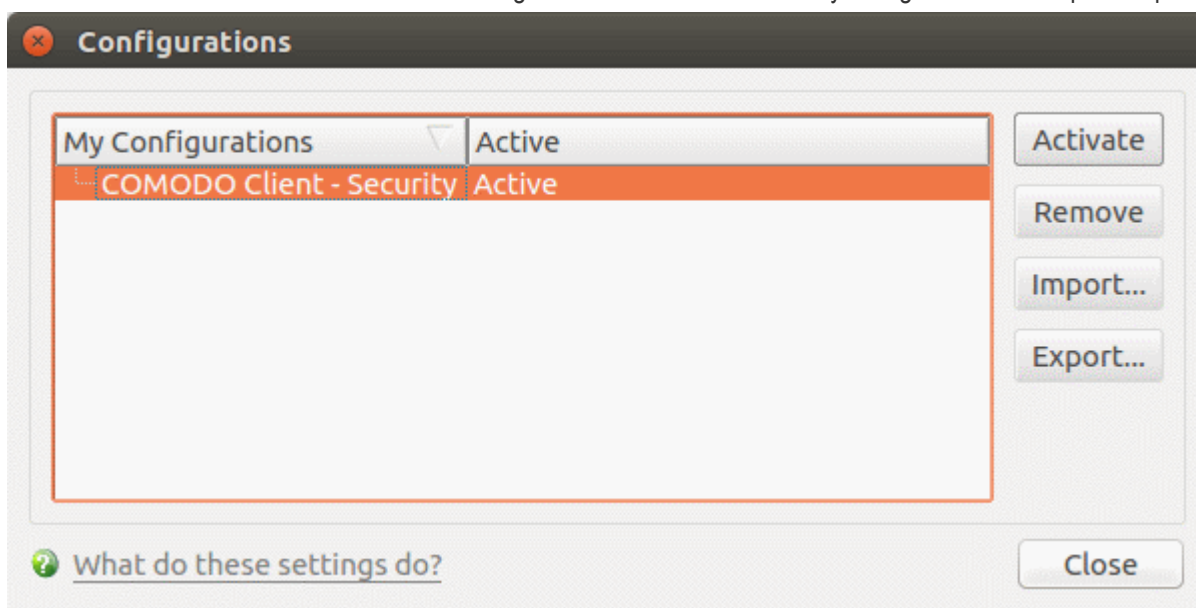 Configurations
My Configurations Active Activate
COMODO Client - Security Active
Remove
Import...
Export...
What do these settings do? Close